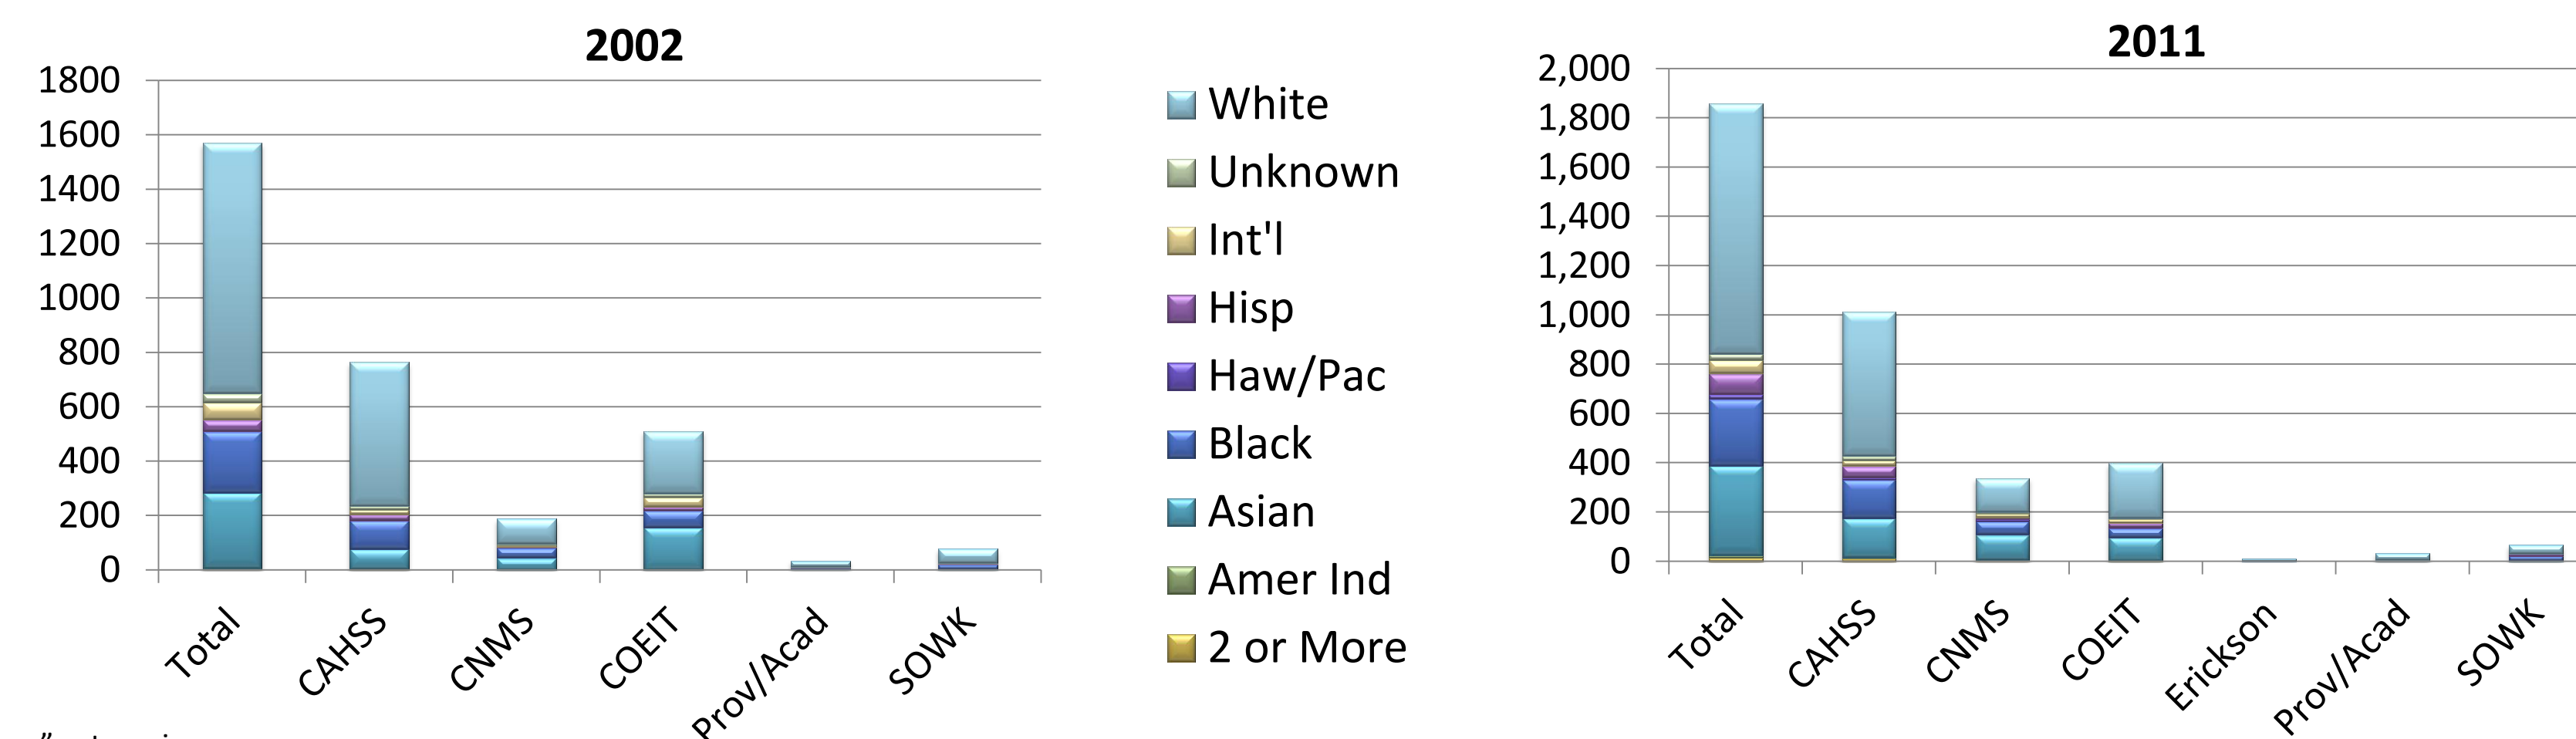 2002
1800
1600
1400
1200
1000
800
600
400
200
0
Total
CAHSS
CNMS
COEIT
Prov/Acad
SOWK
White
Unknown
Int'l
Hisp
Haw/Pac
Black
Asian
Amer Ind
2 or More
2011
2,000
1,800
1,600
1,400
1,200
1,000
800
600
400
200
0
Total
CAHSS
CNMS
COEIT
Erickson
Prov/Acad
SOWK